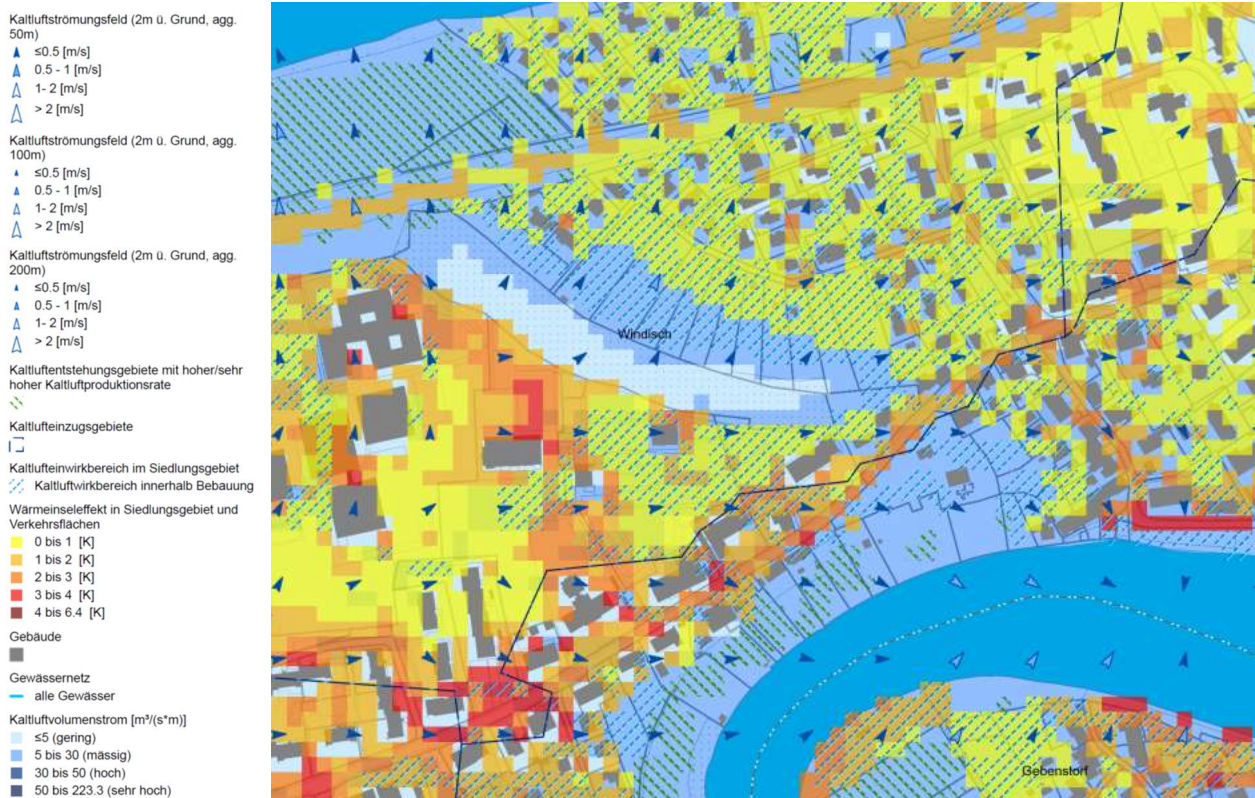 Kaltluftströmungsfeld (2m ü. Grund, agg.
50m)
≤0.5 [m/s]
0.5 - 1 [m/s]
1- 2 [m/s]
> 2 [m/s]
Kaltluftströmungsfeld (2m ü. Grund, agg.
100m)
≤0.5 [m/s]
0.5 - 1 [m/s]
1- 2 [m/s]
> 2 [m/s]
Kaltluftströmungsfeld (2m ü. Grund, agg.
200m)
≤0.5 [m/s]
0.5 - 1 [m/s]
1- 2 [m/s]
> 2 [m/s]
Kaltluftentstehungsgebiete mit hoher/sehr
hoher Kaltluftproduktionsrate
Kaltlufteinzugsgebiete
Kaltlufteinwirkbereich im Siedlungsgebiet
Kaltluftwirkbereich innerhalb Bebauung
Wärmeinseleffekt in Siedlungsgebiet und
Verkehrsflächen
0 bis 1 [K]
1 bis 2 [K]
2 bis 3 [K]
3 bis 4 [K]
4 bis 6.4 [K]
Gebäude
Gewässernetz
alle Gewässer
Kaltluftvolumenstrom [m³/(s*m)]
≤5 (gering)
5 bis 30 (mässig)
30 bis 50 (hoch)
50 bis 223.3 (sehr hoch)
Windisch
Gebenstorf